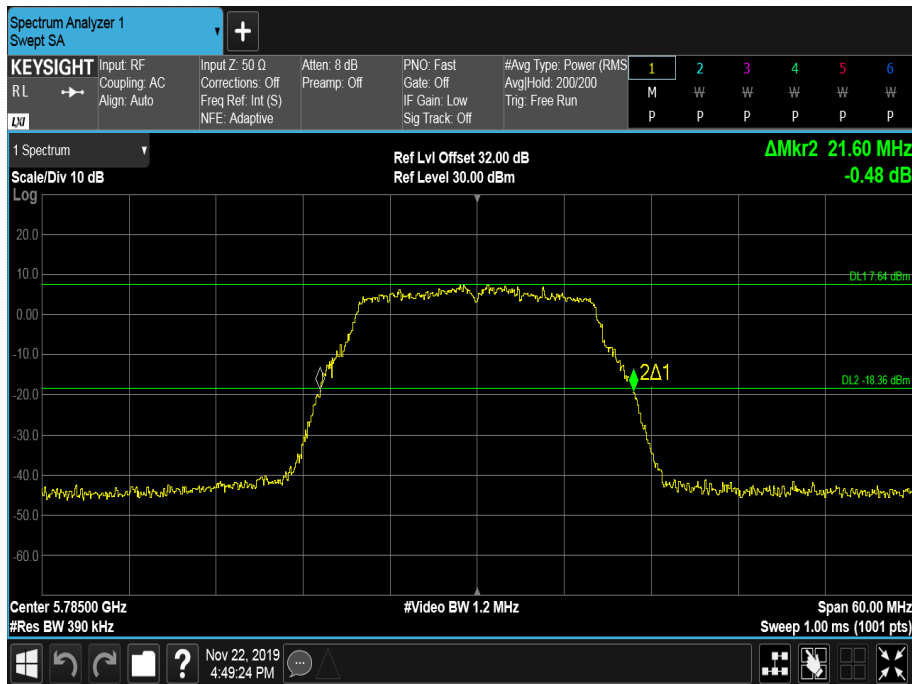 Spectrum Analyzer 1
Swept SA
KEYSIGHT
RL
LXI
Input: RF
Coupling: AC
Align: Auto
Input Z: 50 Ω
Corrections: Off
Freq Ref: Int (S)
NFE: Adaptive
Atten: 8 dB
Preamp: Off
PNO: Fast
Gate: Off
IF Gain: Low
Sig Track: Off
#Avg Type: Power (RMS
Avg|Hold: 200/200
Trig: Free Run
1 2 3 4 5 6
M W W W W W
P P P P P P
1 Spectrum
Scale/Div 10 dB
Log
Ref Lvl Offset 32.00 dB
Ref Level 30.00 dBm
ΔMkr2 21.60 MHz
-0.48 dB
20.0
10.0
DL1 7.64 dBm
0.00
-10.0
1
2Δ1
DL2 -18.36 dBm
-20.0
-30.0
-40.0
-50.0
-60.0
Center 5.78500 GHz
#Video BW 1.2 MHz
Span 60.00 MHz
#Res BW 390 kHz
Sweep 1.00 ms (1001 pts)
?
Nov 22, 2019
4:49:24 PM